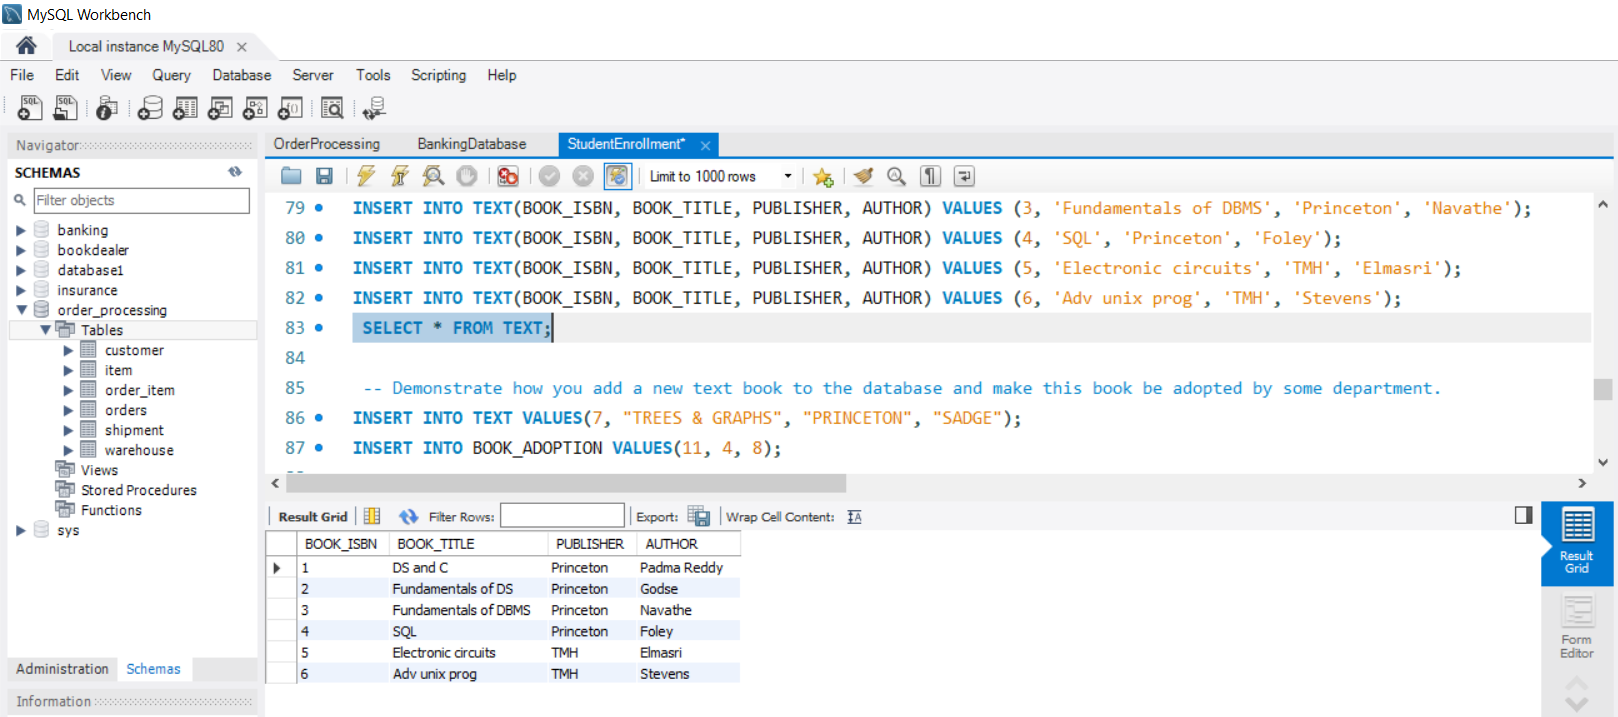 MySQL Workbench
Local instance MySQL80
File Edit View Query Database Server Tools Scripting Help
Navigator
SCHEMAS
Filter objects
banking
bookdealer
database1
insurance
order_processing
Tables
customer
item
order_item
orders
shipment
warehouse
Views
Stored Procedures
Functions
sys
Administration Schemas
Information
OrderProcessing BankingDatabase StudentEnrollment*
Limit to 1000 rows
79 INSERT INTO TEXT(BOOK_ISBN, BOOK_TITLE, PUBLISHER, AUTHOR) VALUES (3, 'Fundamentals of DBMS', 'Princeton', 'Navathe');
80 INSERT INTO TEXT(BOOK_ISBN, BOOK_TITLE, PUBLISHER, AUTHOR) VALUES (4, 'SQL', 'Princeton', 'Foley');
81 INSERT INTO TEXT(BOOK_ISBN, BOOK_TITLE, PUBLISHER, AUTHOR) VALUES (5, 'Electronic circuits', 'TMH', 'Elmasri');
82 INSERT INTO TEXT(BOOK_ISBN, BOOK_TITLE, PUBLISHER, AUTHOR) VALUES (6, 'Adv unix prog', 'TMH', 'Stevens');
83 SELECT * FROM TEXT;
84
85 -- Demonstrate how you add a new text book to the database and make this book be adopted by some department.
86 INSERT INTO TEXT VALUES(7, "TREES & GRAPHS", "PRINCETON", "SADGE");
87 INSERT INTO BOOK_ADOPTION VALUES(11, 4, 8);
Result Grid Filter Rows: Export: Wrap Cell Content:
BOOK_ISBN BOOK_TITLE PUBLISHER AUTHOR
1 DS and C Princeton Padma Reddy
2 Fundamentals of DS Princeton Godse
3 Fundamentals of DBMS Princeton Navathe
4 SQL Princeton Foley
5 Electronic circuits TMH Elmasri
6 Adv unix prog TMH Stevens
Result
Grid
Form
Editor